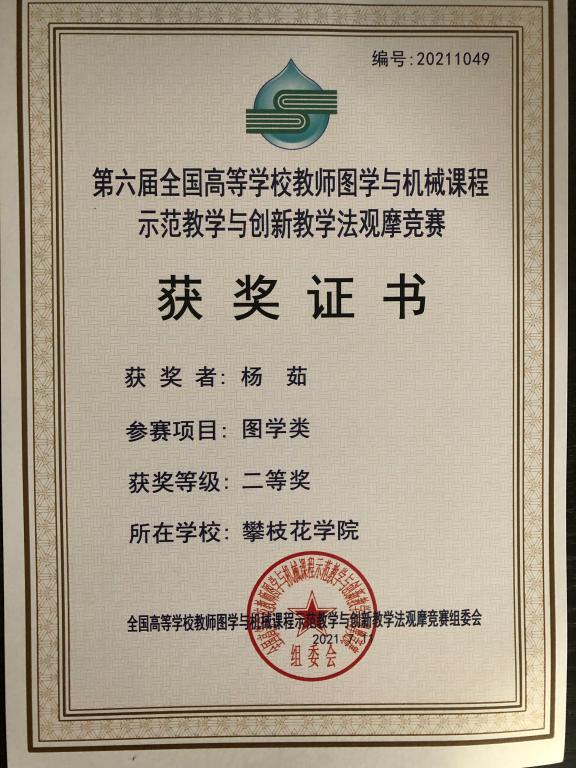 编号:20211049
第六届全国高等学校教师图学与机械课程
示范教学与创新教学法观摩竞赛
获奖证书
获奖者: 杨 茹
参赛项目: 图学类
获奖等级: 二等奖
所在学校: 攀枝花学院
全国高等学校教师图学与机械课程示范教学与创新教学法观摩竞赛组委会
组委会